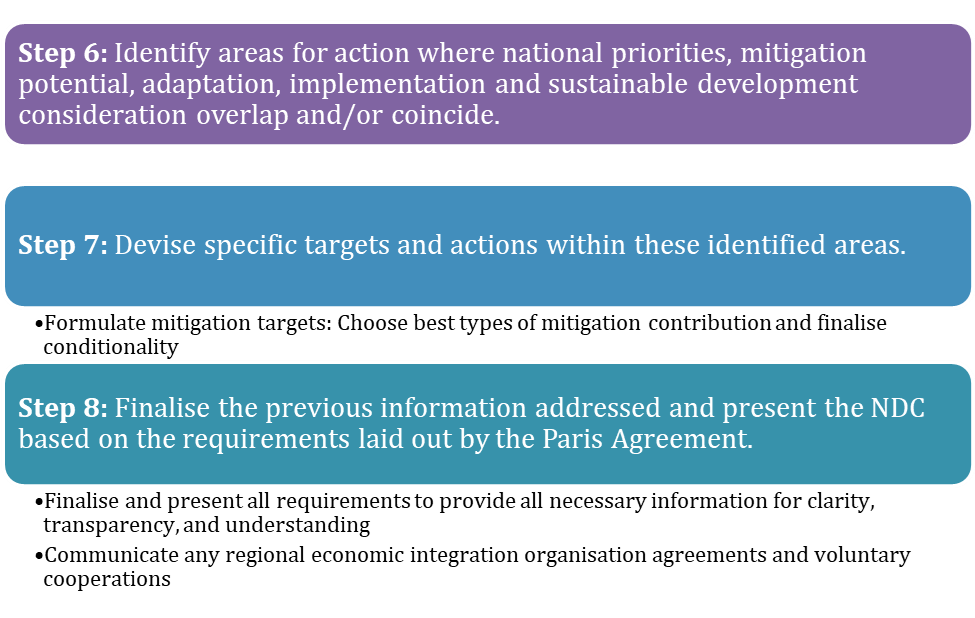 Step 6: Identify areas for action where national priorities, mitigation
potential, adaptation, implementation and sustainable development
consideration overlap and/or coincide.
Step 7: Devise specific targets and actions within these identified areas.
•Formulate mitigation targets: Choose best types of mitigation contribution and finalise
conditionality
Step 8: Finalise the previous information addressed and present the NDC
based on the requirements laid out by the Paris Agreement.
•Finalise and present all requirements to provide all necessary information for clarity,
transparency, and understanding
•Communicate any regional economic integration organisation agreements and voluntary
cooperations